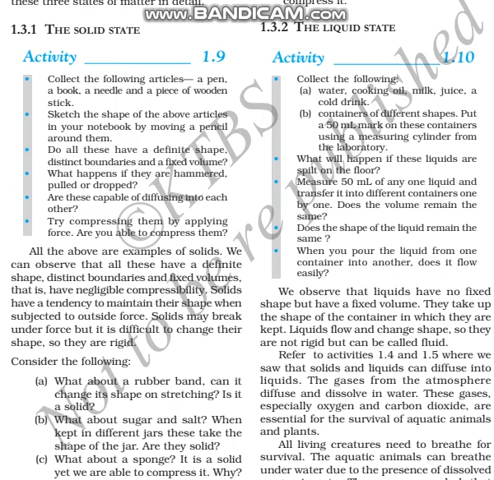 these three states of matter in detail.
1.3.1 THE SOLID STATE
Activity ______________ 1.9
• Collect the following articles— a pen,
a book, a needle and a piece of wooden
stick.
• Sketch the shape of the above articles
in your notebook by moving a pencil
around them.
• Do all these have a definite shape,
distinct boundaries and a fixed volume?
• What happens if they are hammered,
pulled or dropped?
• Are these capable of diffusing into each
other?
• Try compressing them by applying
force. Are you able to compress them?
All the above are examples of solids. We
can observe that all these have a definite
shape, distinct boundaries and fixed volumes,
that is, have negligible compressibility. Solids
have a tendency to maintain their shape when
subjected to outside force. Solids may break
under force but it is difficult to change their
shape, so they are rigid.
Consider the following:
(a) What about a rubber band, can it
change its shape on stretching? Is it
a solid?
(b) What about sugar and salt? When
kept in different jars these take the
shape of the jar. Are they solid?
(c) What about a sponge? It is a solid
yet we are able to compress it. Why?
compress it.
1.3.2 THE LIQUID STATE
Activity ______________ 1.10
• Collect the following:
(a) water, cooking oil, milk, juice, a
cold drink.
(b) containers of different shapes. Put
a 50 mL mark on these containers
using a measuring cylinder from
the laboratory.
• What will happen if these liquids are
spilt on the floor?
• Measure 50 mL of any one liquid and
transfer it into different containers one
by one. Does the volume remain the
same?
• Does the shape of the liquid remain the
same ?
• When you pour the liquid from one
container into another, does it flow
easily?
We observe that liquids have no fixed
shape but have a fixed volume. They take up
the shape of the container in which they are
kept. Liquids flow and change shape, so they
are not rigid but can be called fluid.
Refer to activities 1.4 and 1.5 where we
saw that solids and liquids can diffuse into
liquids. The gases from the atmosphere
diffuse and dissolve in water. These gases,
especially oxygen and carbon dioxide, are
essential for the survival of aquatic animals
and plants.
All living creatures need to breathe for
survival. The aquatic animals can breathe
under water due to the presence of dissolved
www.BANDICAM.com
©KTBS
Not to be republished